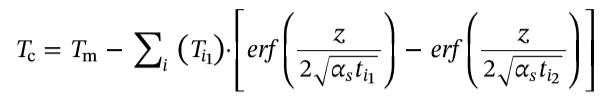 T_c = T_m − ∑_i (T_{i_1})·[erf(z / (2√(α_s t_{i_1}))) − erf(z / (2√(α_s t_{i_2})))]